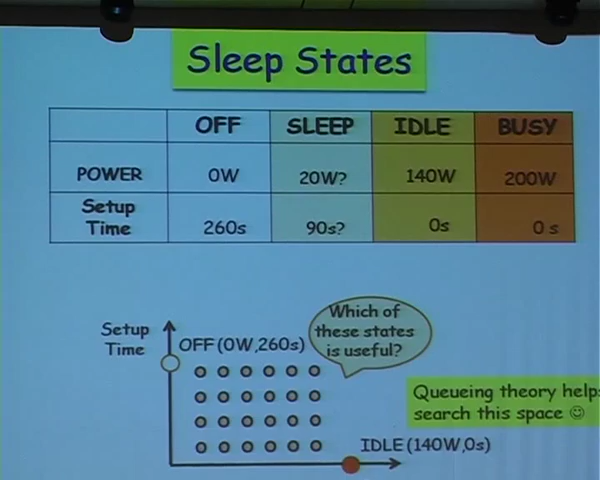 Sleep States
OFF SLEEP IDLE BUSY
POWER 0W 20W? 140W 200W
Setup
Time 260s 90s? 0s 0 s
Which of
these states
is useful?
Setup
Time
OFF (0W,260s)
Queueing theory helps
search this space ☺
IDLE (140W,0s)